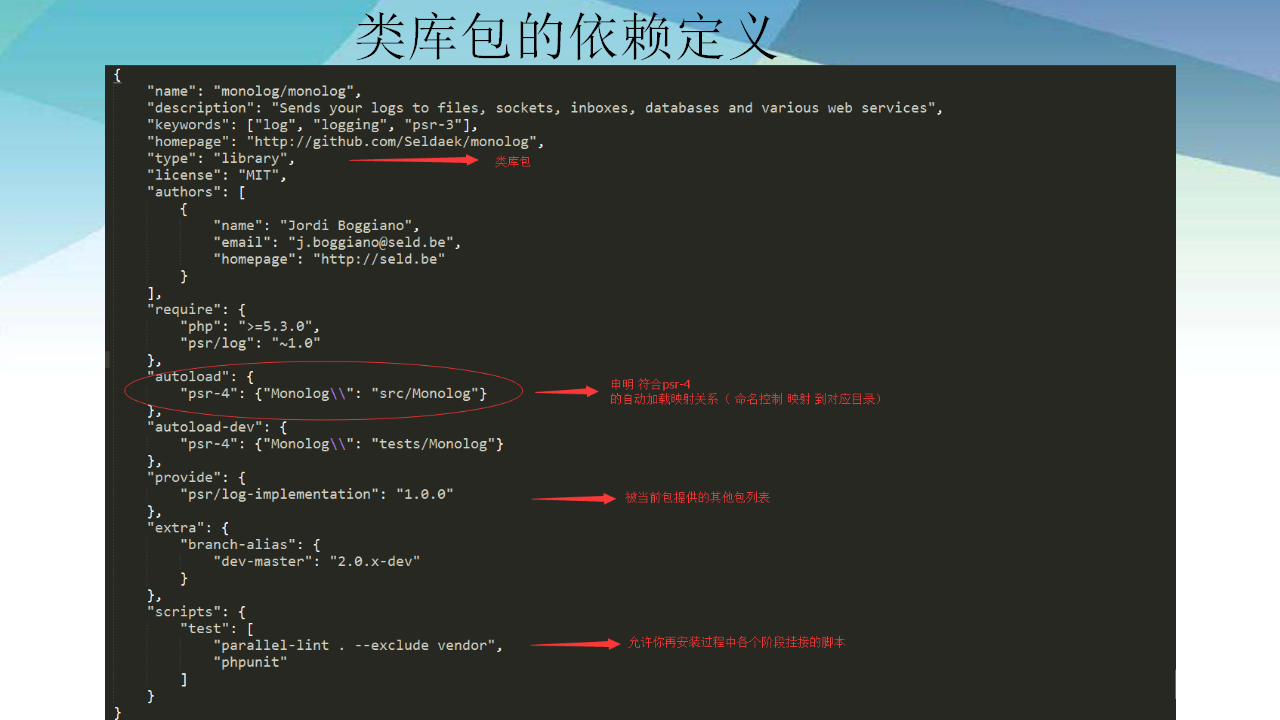 类库包的依赖定义
{
"name": "monolog/monolog",
"description": "Sends your logs to files, sockets, inboxes, databases and various web services",
"keywords": ["log", "logging", "psr-3"],
"homepage": "http://github.com/Seldaek/monolog",
"type": "library", 类库包
"license": "MIT",
"authors": [
{
"name": "Jordi Boggiano",
"email": "j.boggiano@seld.be",
"homepage": "http://seld.be"
}
],
"require": {
"php": ">=5.3.0",
"psr/log": "~1.0"
},
"autoload": {
"psr-4": {"Monolog\\": "src/Monolog"}
},
申明 符合psr-4
的自动加载映射关系（ 命名控制 映射 到对应目录）
"autoload-dev": {
"psr-4": {"Monolog\\": "tests/Monolog"}
},
"provide": {
"psr/log-implementation": "1.0.0" 被当前包提供的其他包列表
},
"extra": {
"branch-alias": {
"dev-master": "2.0.x-dev"
}
},
"scripts": {
"test": [
"parallel-lint . --exclude vendor", 允许你再安装过程中各个阶段挂接的脚本
"phpunit"
]
}
}